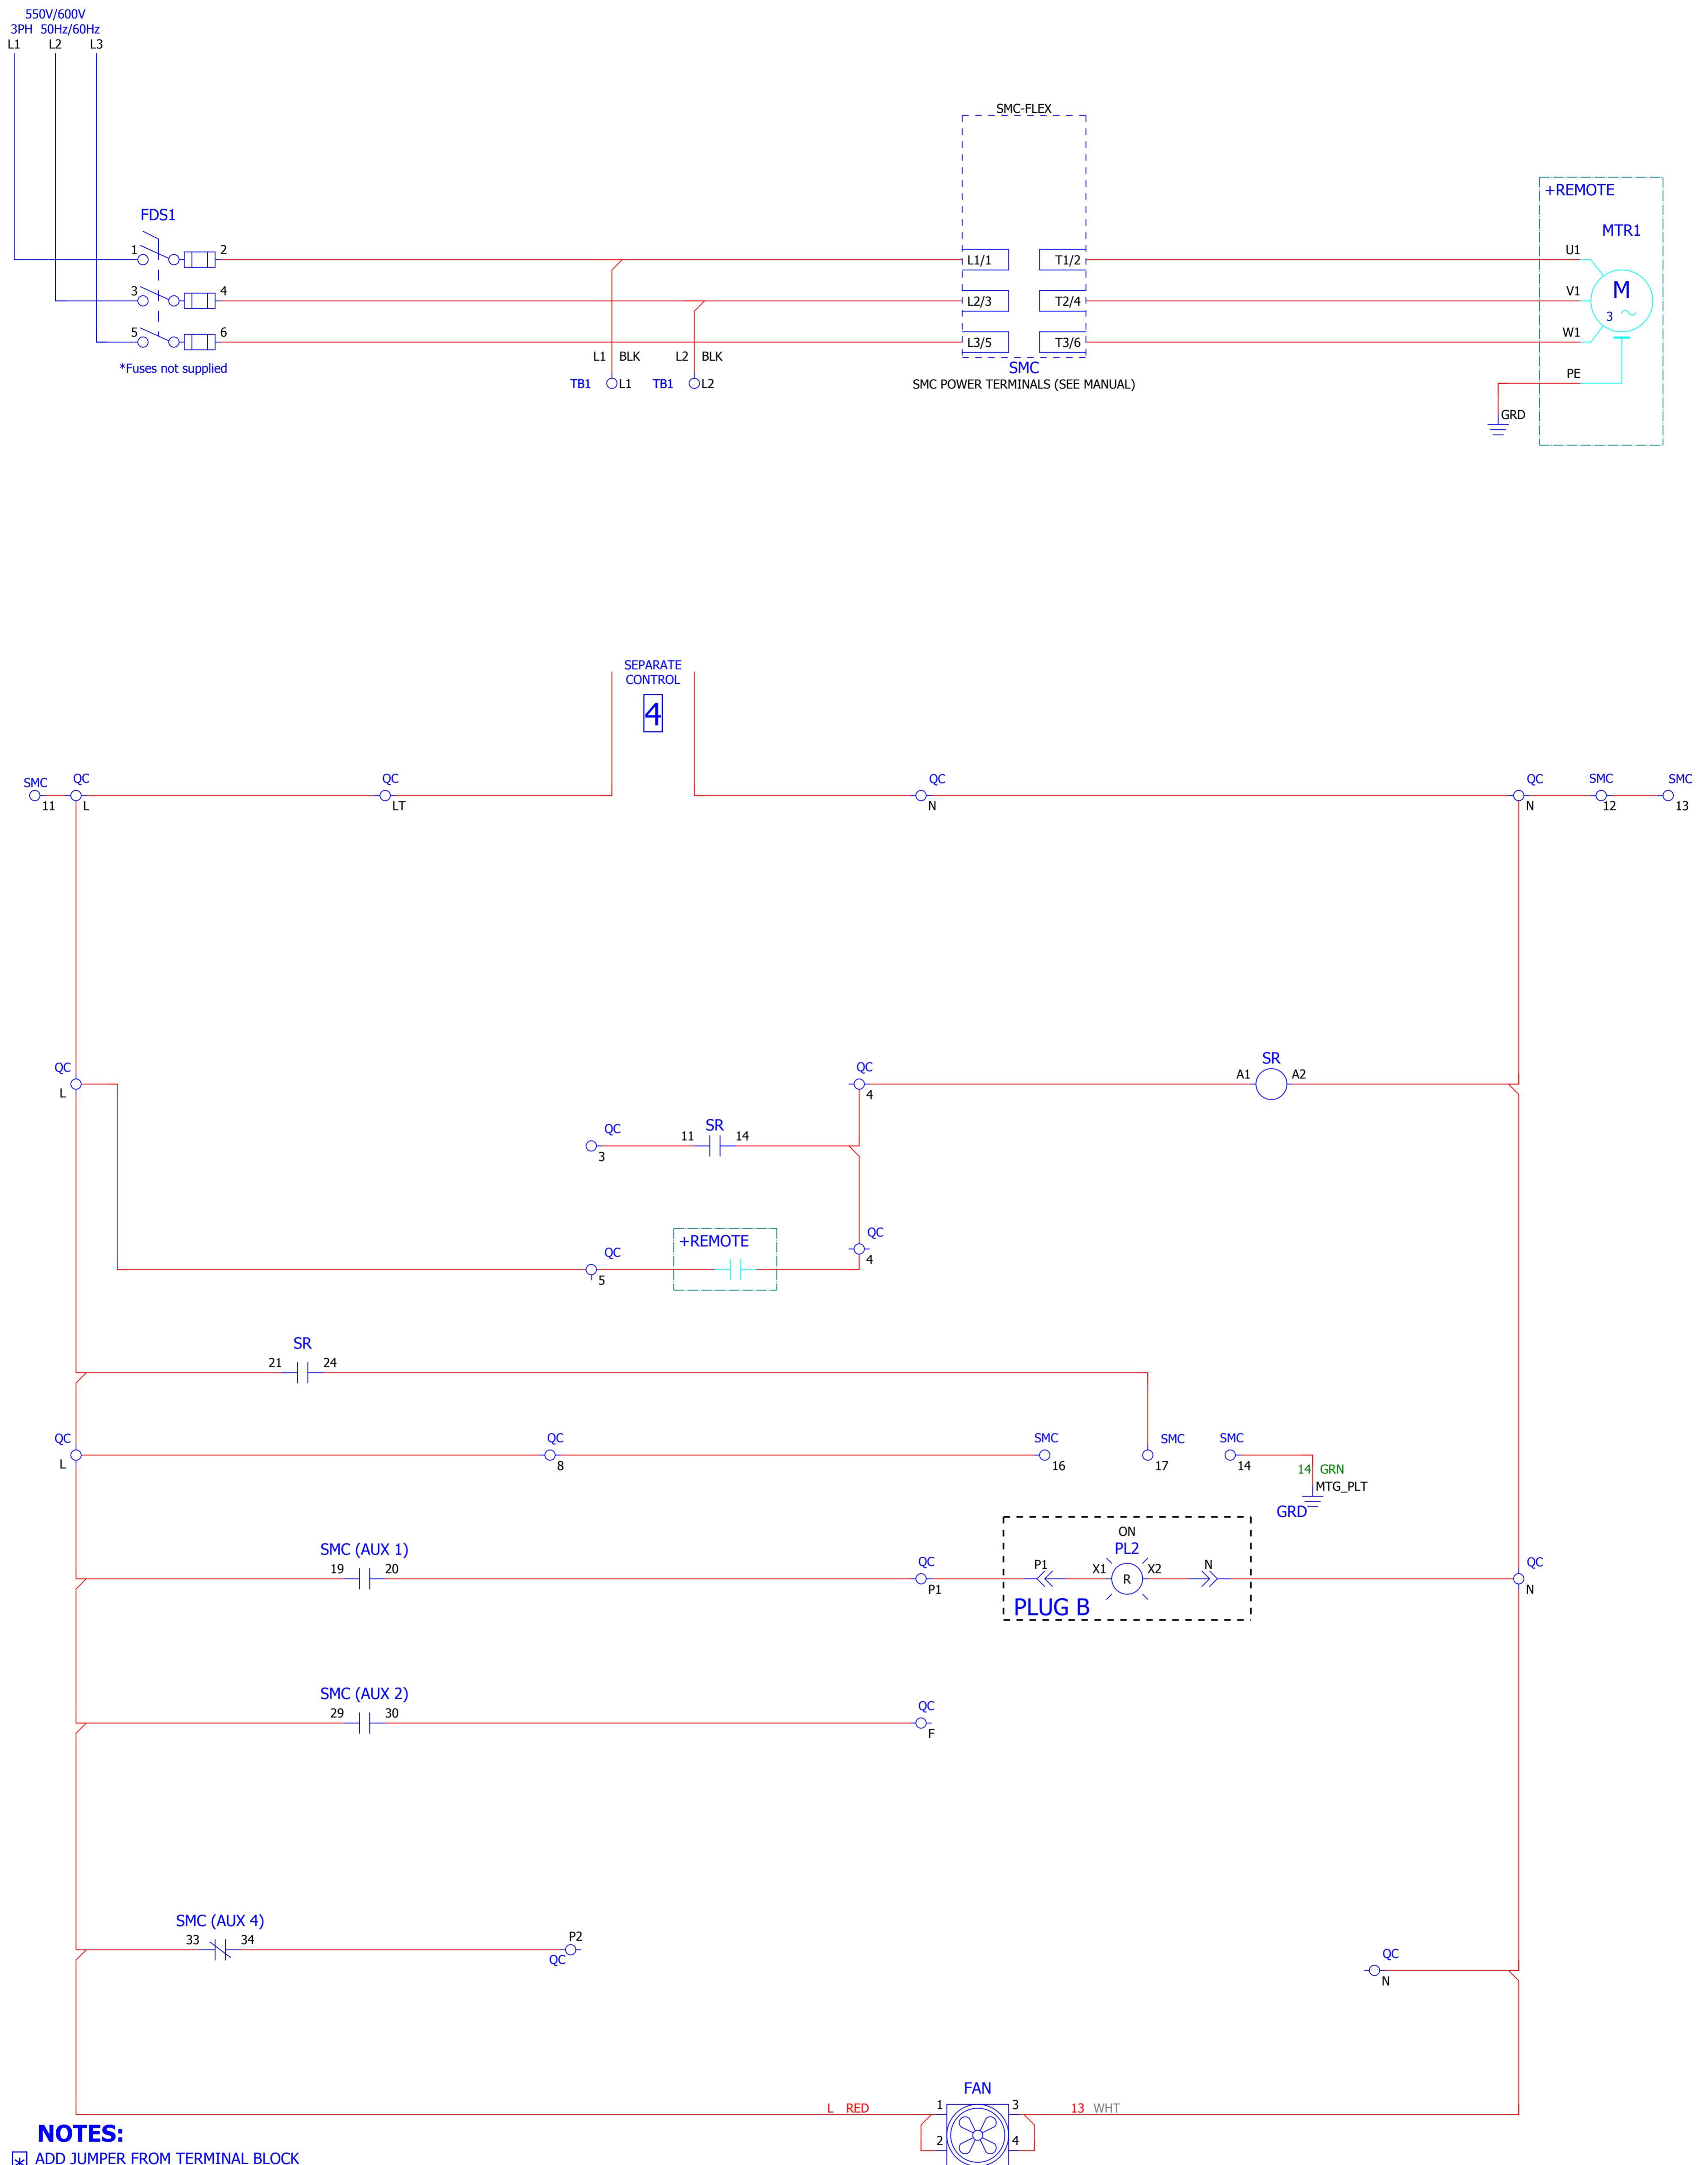 550V/600V
3PH 50Hz/60Hz
L1 L2 L3
SMC-FLEX
+REMOTE
MTR1
FDS1
1 2
3 4
5 6
*Fuses not supplied
L1/1 T1/2
L2/3 T2/4
L3/5 T3/6
U1
V1
W1
M
3
PE
GRD
L1 BLK L2 BLK
TB1 L1 TB1 L2
SMC
SMC POWER TERMINALS (SEE MANUAL)
SEPARATE
CONTROL
4
SMC QC QC QC QC SMC SMC
11 L LT N N 12 13
QC QC SR
L 4 A1 A2
QC SR
3 11 14
QC +REMOTE QC
5 4
SR
21 24
QC QC SMC SMC SMC
L 8 16 17 14
14 GRN
MTG_PLT
GRD
SMC (AUX 1)
19 20
QC
P1
ON
PL2
P1 X1 R X2 N
PLUG B
QC
N
SMC (AUX 2)
29 30
QC
F
SMC (AUX 4)
33 34
P2
QC
QC
N
FAN
L RED 1 3 13 WHT
2 4
NOTES:
* ADD JUMPER FROM TERMINAL BLOCK